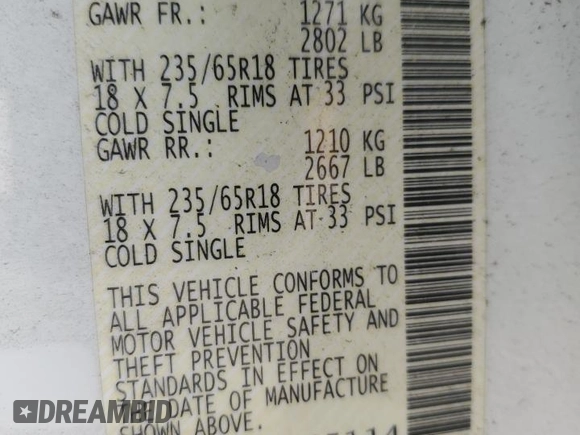 GAWR FR.: 1271 KG
2802 LB
WITH 235/65R18 TIRES
18 X 7.5 RIMS AT 33 PSI
COLD SINGLE
GAWR RR.: 1210 KG
2667 LB
WITH 235/65R18 TIRES
18 X 7.5 RIMS AT 33 PSI
COLD SINGLE
THIS VEHICLE CONFORMS TO
ALL APPLICABLE FEDERAL
MOTOR VEHICLE SAFETY AND
THEFT PREVENTION
STANDARDS IN EFFECT ON
THE DATE OF MANUFACTURE
SHOWN ABOVE.
DREAMBID